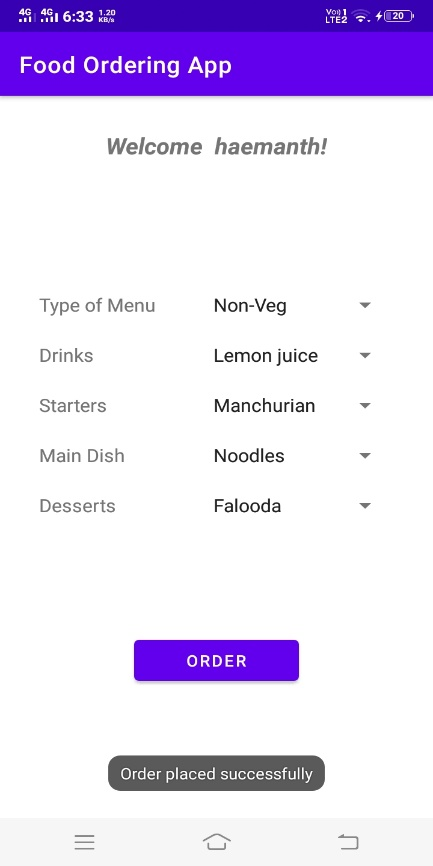 4G 4G 6:33 1.20 KB/s Vo) 1 LTE2 20
Food Ordering App
Welcome haemanth!
Type of Menu Non-Veg
Drinks Lemon juice
Starters Manchurian
Main Dish Noodles
Desserts Falooda
ORDER
Order placed successfully